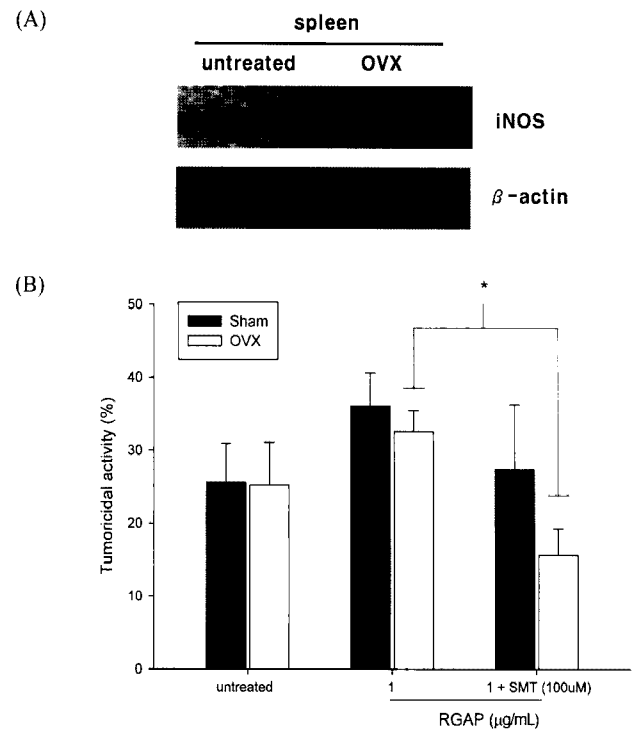 (A)
spleen
untreated OVX
iNOS
β-actin
(B)
*
Sham
OVX
Tumoricidal activity (%)
50
40
30
20
10
0
untreated 1 1 + SMT (100uM)
RGAP (µg/mL)